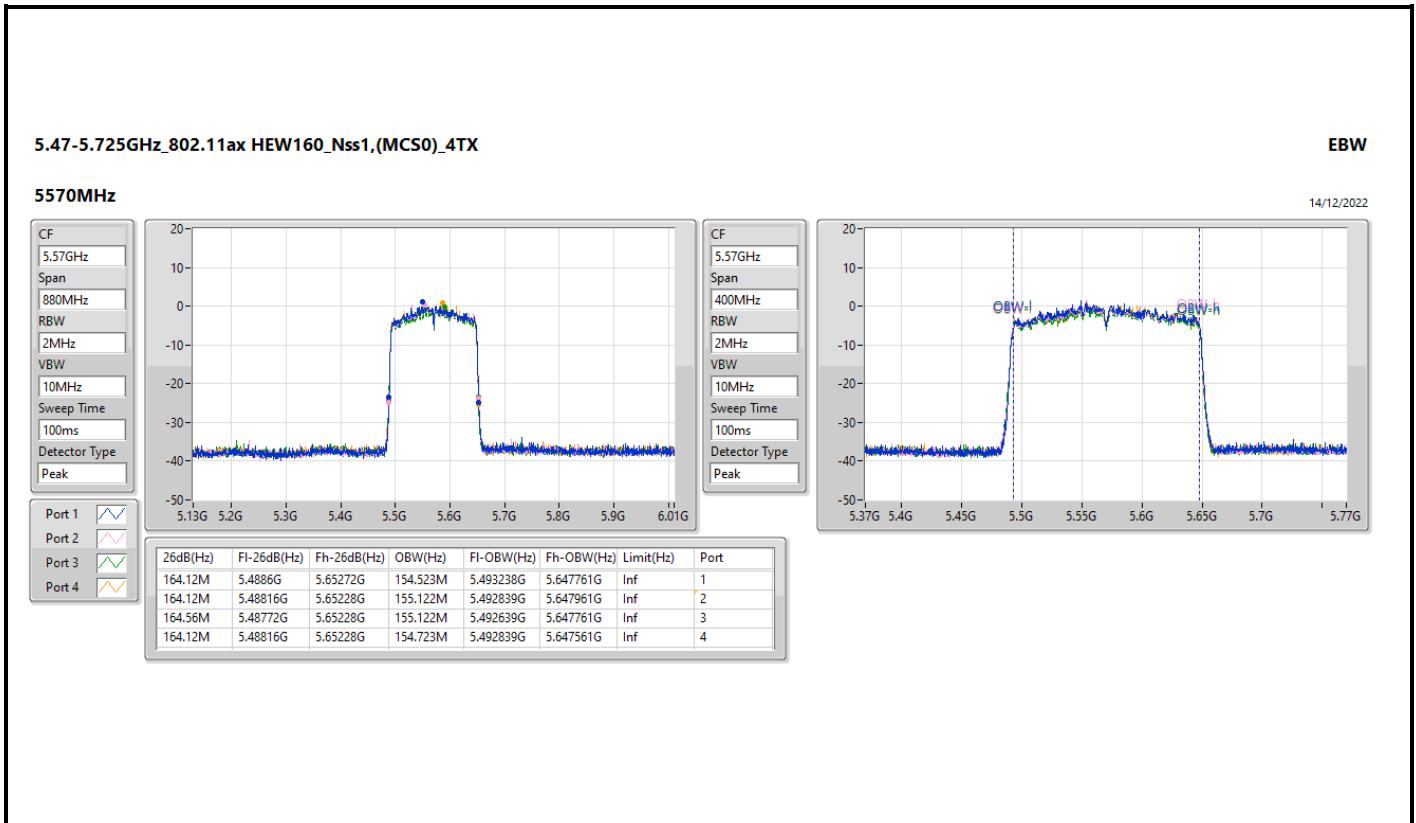 5.47-5.725GHz_802.11ax HEW160_Nss1,(MCS0)_4TX
EBW
5570MHz
14/12/2022
CF
5.57GHz
Span
880MHz
RBW
2MHz
VBW
10MHz
Sweep Time
100ms
Detector Type
Peak
20
10
0
-10
-20
-30
-40
-50
5.13G 5.2G 5.3G 5.4G 5.5G 5.6G 5.7G 5.8G 5.9G 6.01G
CF
5.57GHz
Span
400MHz
RBW
2MHz
VBW
10MHz
Sweep Time
100ms
Detector Type
Peak
20
10
0
-10
-20
-30
-40
-50
OBW-l OBW-h
5.37G 5.4G 5.45G 5.5G 5.55G 5.6G 5.65G 5.7G 5.77G
Port 1
Port 2
Port 3
Port 4
26dB(Hz) Fl-26dB(Hz) Fh-26dB(Hz) OBW(Hz) Fl-OBW(Hz) Fh-OBW(Hz) Limit(Hz) Port
164.12M 5.4886G 5.65272G 154.523M 5.493238G 5.647761G Inf 1
164.12M 5.48816G 5.65228G 155.122M 5.492839G 5.647961G Inf 2
164.56M 5.48772G 5.65228G 155.122M 5.492639G 5.647761G Inf 3
164.12M 5.48816G 5.65228G 154.723M 5.492839G 5.647561G Inf 4